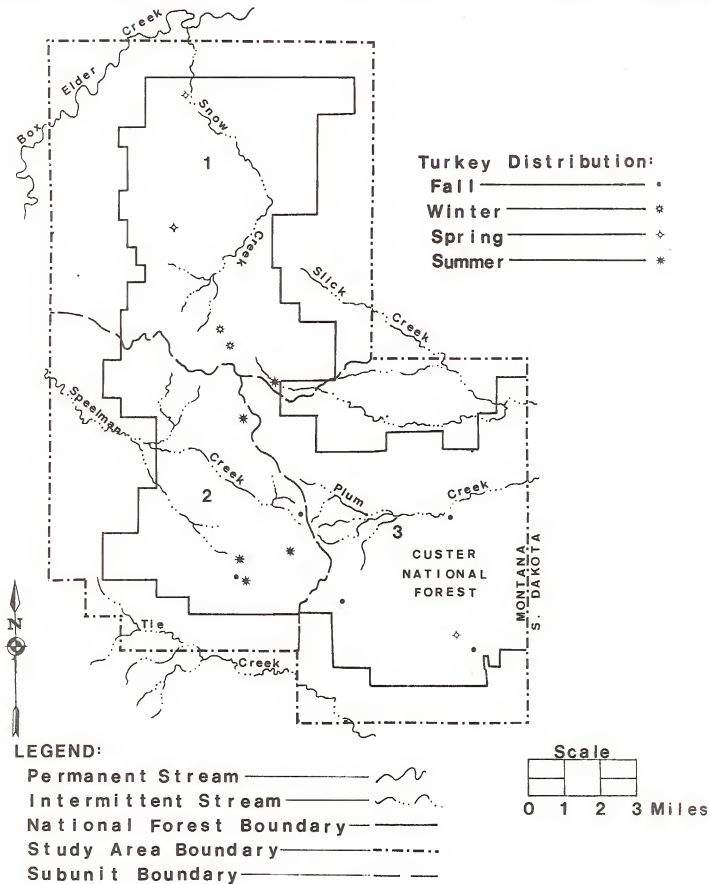 Creek
Elder
Box
Snow
1
Creek
Turkey Distribution:
Fall
Winter
Spring
Summer
Slick
Creek
Speelman
Creek
2
Plum
Creek
3
CUSTER
NATIONAL
FOREST
MONTANA
S. DAKOTA
N
Tie
Creek
LEGEND:
Permanent Stream
Intermittent Stream
National Forest Boundary
Study Area Boundary
Subunit Boundary
Scale
0 1 2 3 Miles